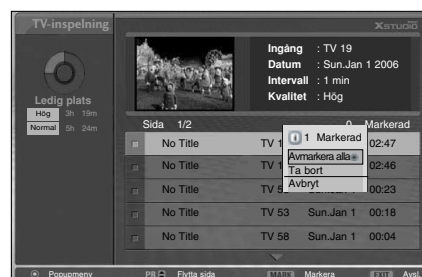 TV-inspelning
XSTUDIO
Ingång : TV 19
Datum : Sun.Jan 1 2006
Intervall : 1 min
Kvalitet : Hög
Ledig plats
Hög 3h 19m
Normal 5h 24m
Sida 1/2 0 Markerad
No Title TV 1 02:47
No Title TV 1 02:46
No Title TV 5 00:23
No Title TV 53 Sun.Jan 1 00:18
No Title TV 58 Sun.Jan 1 00:04
1 Markerad
Avmarkera alla
Ta bort
Avbryt
Popupmeny PR Flytta sida MARK Markera EXIT Avsl.